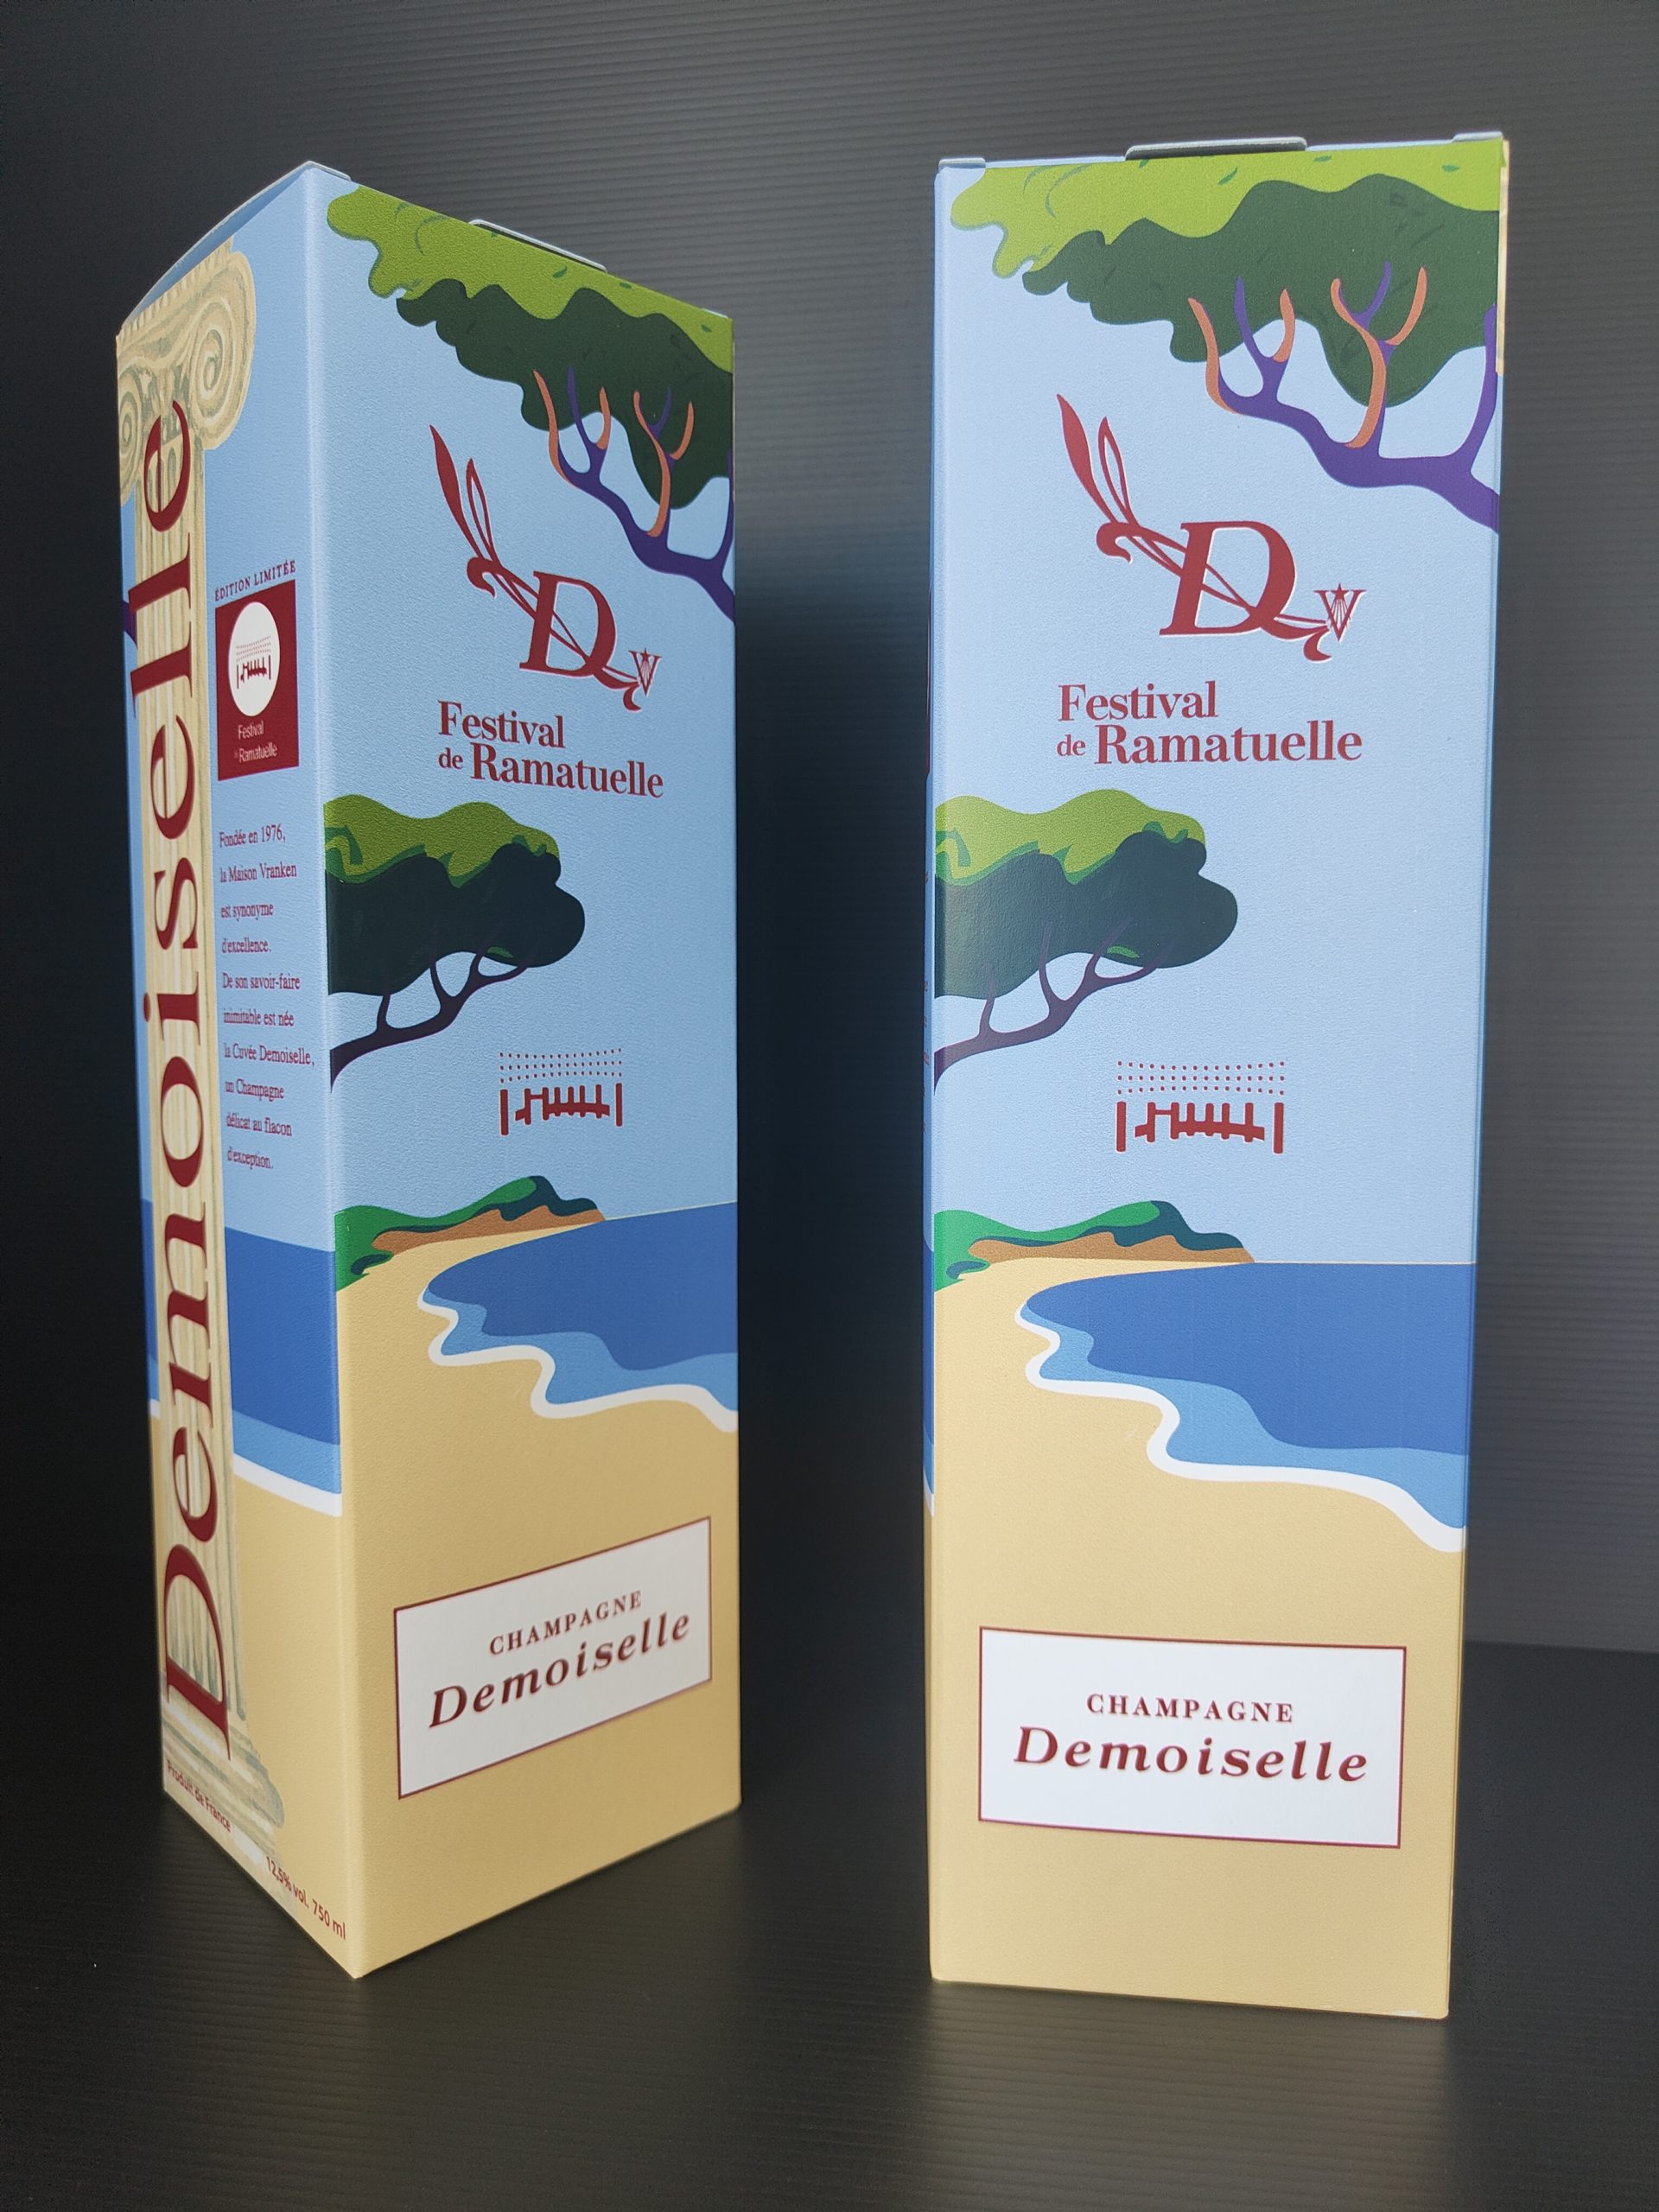 Demoiselle
ÉDITION LIMITÉE
Festival
de Ramatuelle
Fondée en 1976,
la Maison Vranken
est synonyme
d'excellence.
De son savoir-faire
inimitable est née
la Cuvée Demoiselle,
un Champagne
délicat au flacon
d'exception.
Produit de France
12,5% vol. 750 ml
D
V
Festival
de Ramatuelle
CHAMPAGNE
Demoiselle
D
V
Festival
de Ramatuelle
CHAMPAGNE
Demoiselle